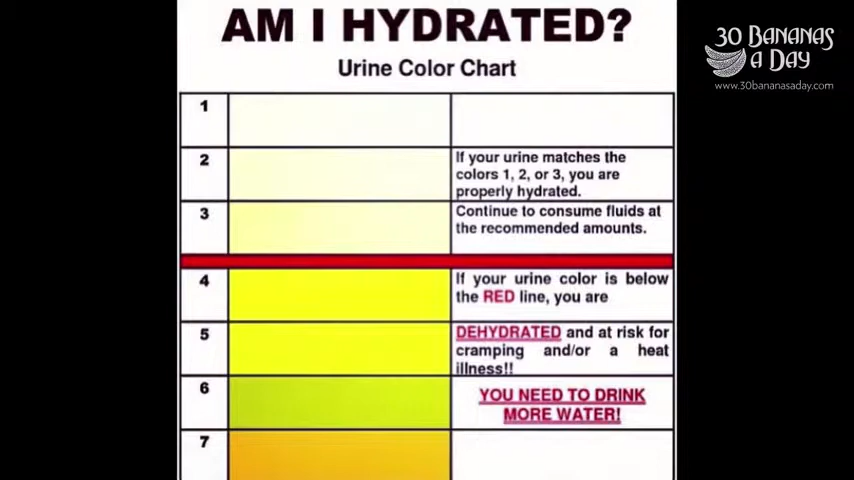 AM I HYDRATED?
Urine Color Chart
30 BANANAS
A DAY
www.30bananasaday.com
1
2
If your urine matches the
colors 1, 2, or 3, you are
properly hydrated.
3
Continue to consume fluids at
the recommended amounts.
4
If your urine color is below
the RED line, you are
5
DEHYDRATED and at risk for
cramping and/or a heat
illness!!
6
YOU NEED TO DRINK
MORE WATER!
7